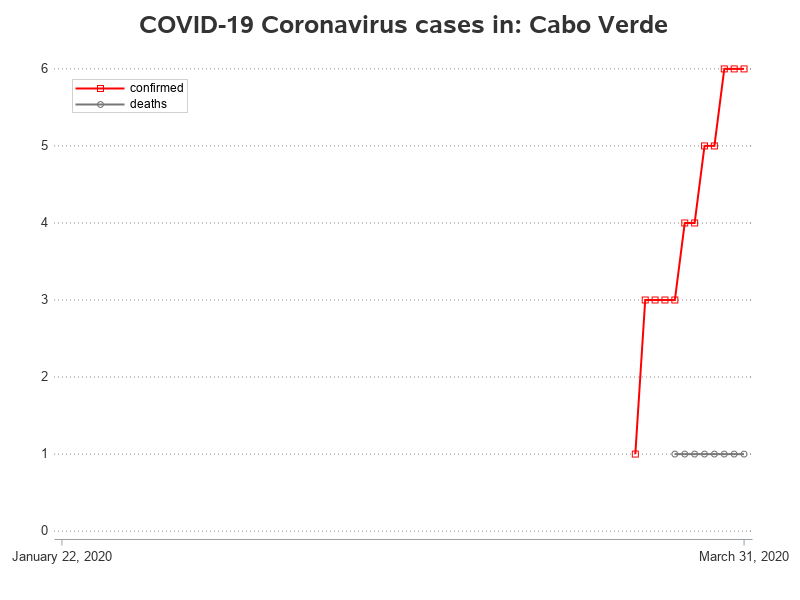 COVID-19 Coronavirus cases in: Cabo Verde
6
confirmed
deaths
5
4
3
2
1
0
January 22, 2020
March 31, 2020